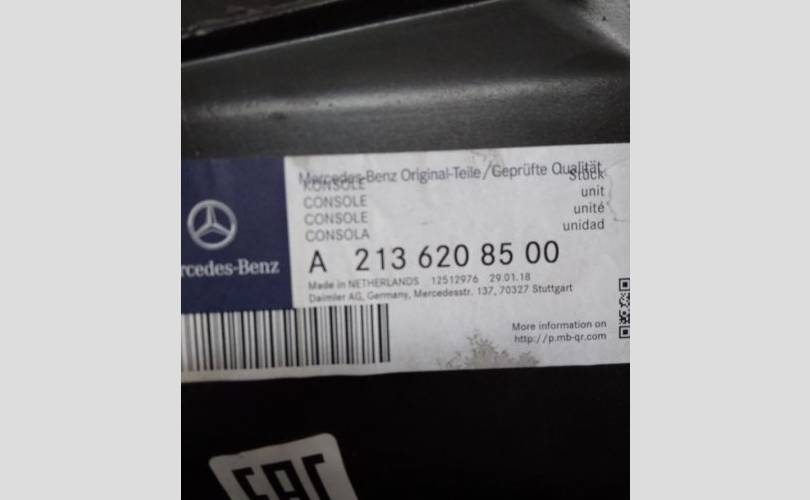 Mercedes-Benz Original-Teile/Geprüfte Qualität
KONSOLE Stück
CONSOLE unit
CONSOLE unité
CONSOLA unidad
rcedes-Benz
A 213 620 85 00
Made in NETHERLANDS 12512976 29.01.18
Daimler AG, Germany, Mercedesstr. 137, 70327 Stuttgart
More information on
http://p.mb-qr.com
EAC